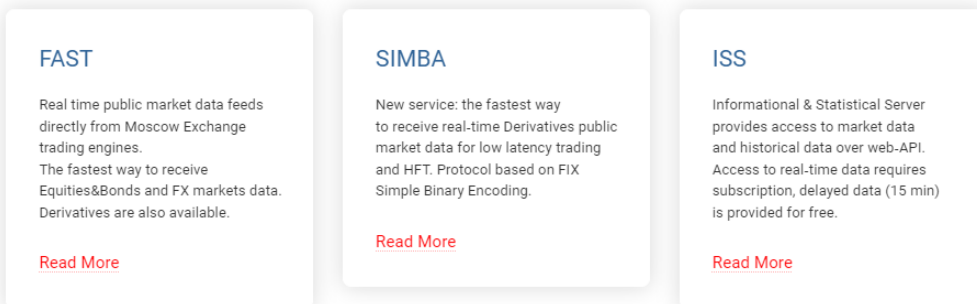 FAST
Real time public market data feeds
directly from Moscow Exchange
trading engines.
The fastest way to receive
Equities&Bonds and FX markets data.
Derivatives are also available.
Read More
SIMBA
New service: the fastest way
to receive real-time Derivatives public
market data for low latency trading
and HFT. Protocol based on FIX
Simple Binary Encoding.
Read More
ISS
Informational & Statistical Server
provides access to market data
and historical data over web-API.
Access to real-time data requires
subscription, delayed data (15 min)
is provided for free.
Read More